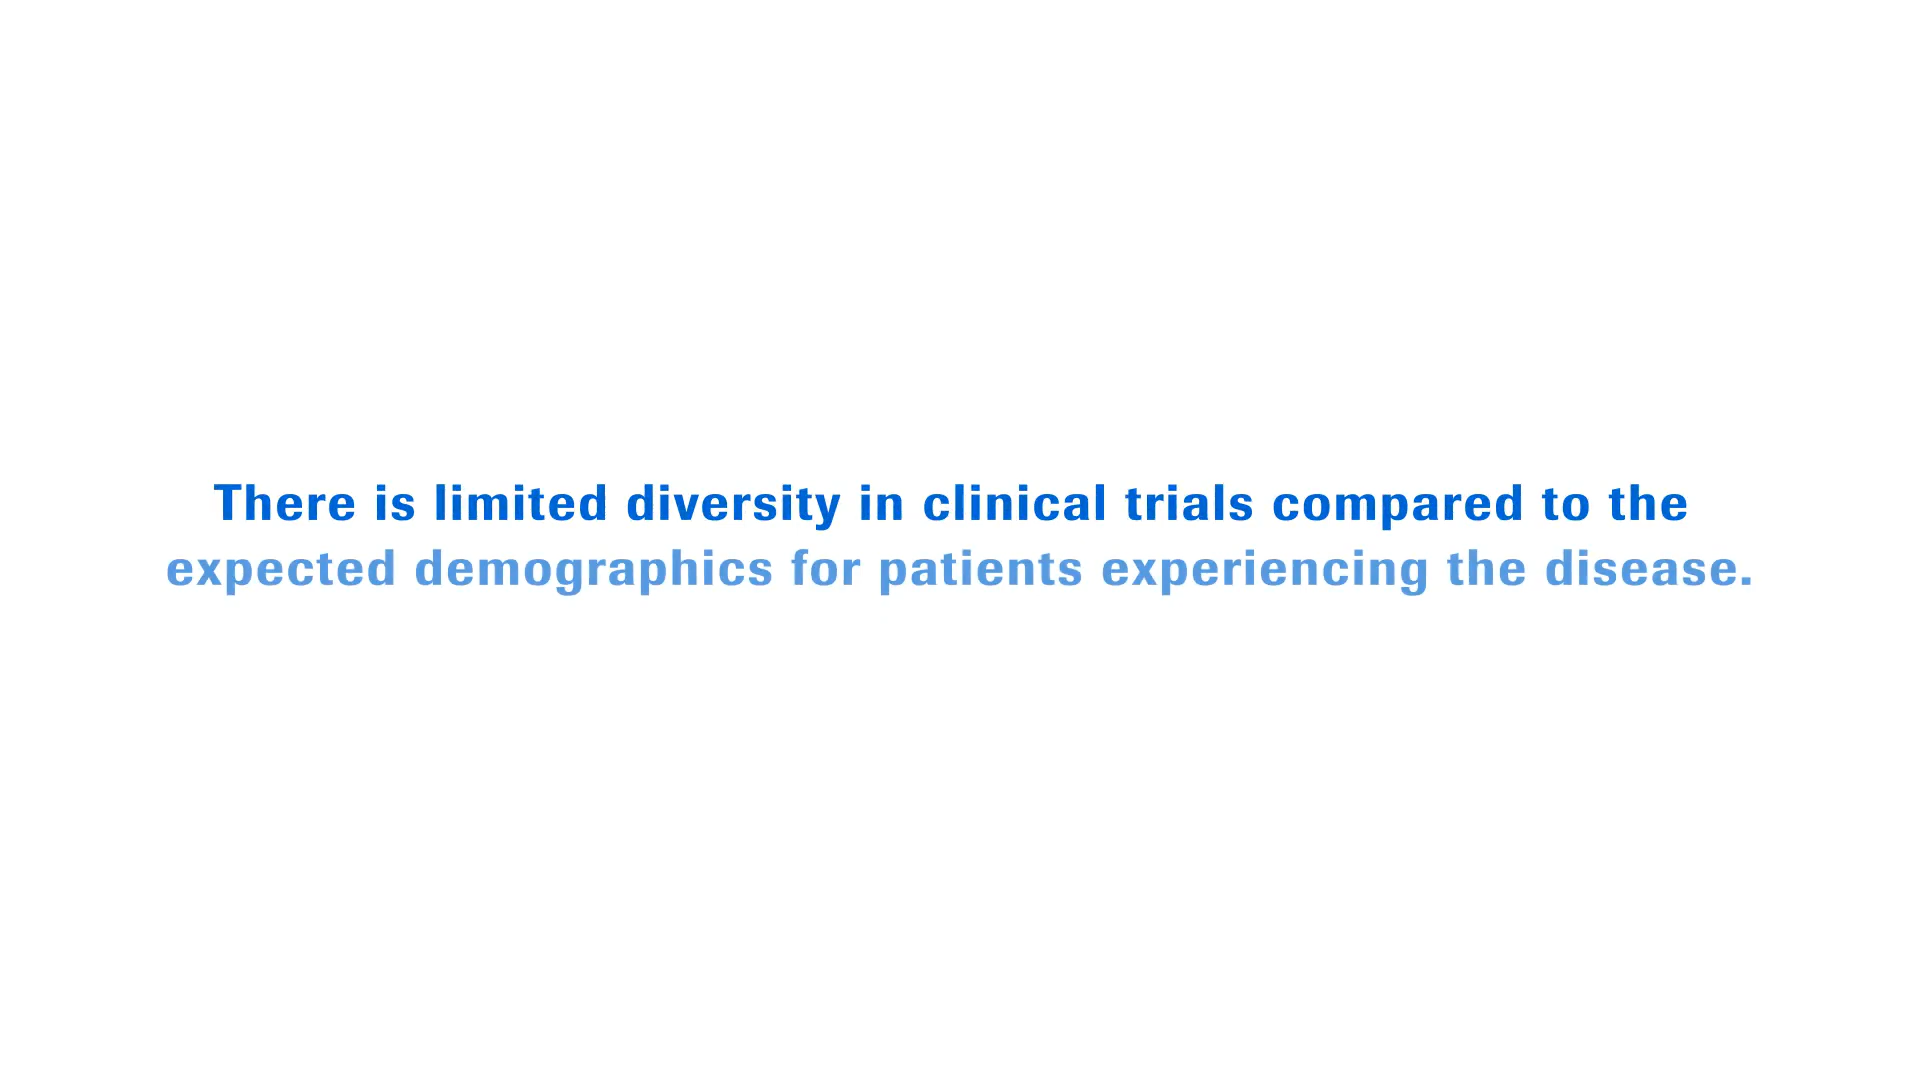 There is limited diversity in clinical trials compared to the
expected demographics for patients experiencing the disease.